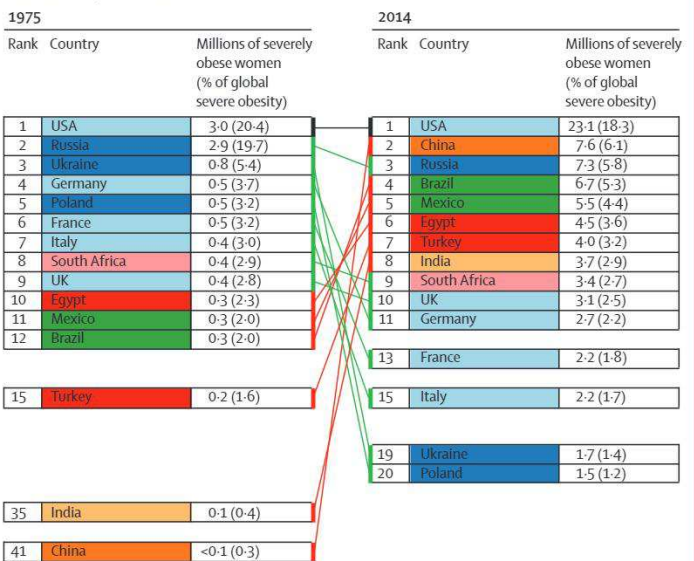 1975
Rank Country Millions of severely
obese women
(% of global
severe obesity)
1 USA 3·0 (20·4)
2 Russia 2·9 (19·7)
3 Ukraine 0·8 (5·4)
4 Germany 0·5 (3·7)
5 Poland 0·5 (3·2)
6 France 0·5 (3·2)
7 Italy 0·4 (3·0)
8 South Africa 0·4 (2·9)
9 UK 0·4 (2·8)
10 Egypt 0·3 (2·3)
11 Mexico 0·3 (2·0)
12 Brazil 0·3 (2·0)
15 Turkey 0·2 (1·6)
35 India 0·1 (0·4)
41 China <0·1 (0·3)
2014
Rank Country Millions of severely
obese women
(% of global
severe obesity)
1 USA 23·1 (18·3)
2 China 7·6 (6·1)
3 Russia 7·3 (5·8)
4 Brazil 6·7 (5·3)
5 Mexico 5·5 (4·4)
6 Egypt 4·5 (3·6)
7 Turkey 4·0 (3·2)
8 India 3·7 (2·9)
9 South Africa 3·4 (2·7)
10 UK 3·1 (2·5)
11 Germany 2·7 (2·2)
13 France 2·2 (1·8)
15 Italy 2·2 (1·7)
19 Ukraine 1·7 (1·4)
20 Poland 1·5 (1·2)